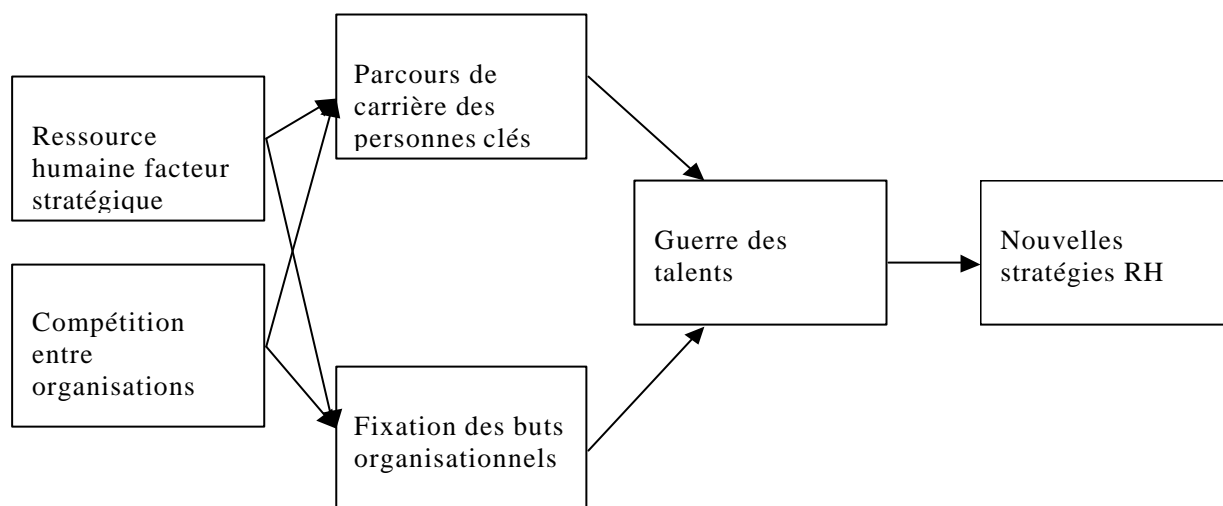 Ressource
humaine facteur
stratégique
Compétition
entre
organisations
Parcours de
carrière des
personnes clés
Fixation des buts
organisationnels
Guerre des
talents
Nouvelles
stratégies RH